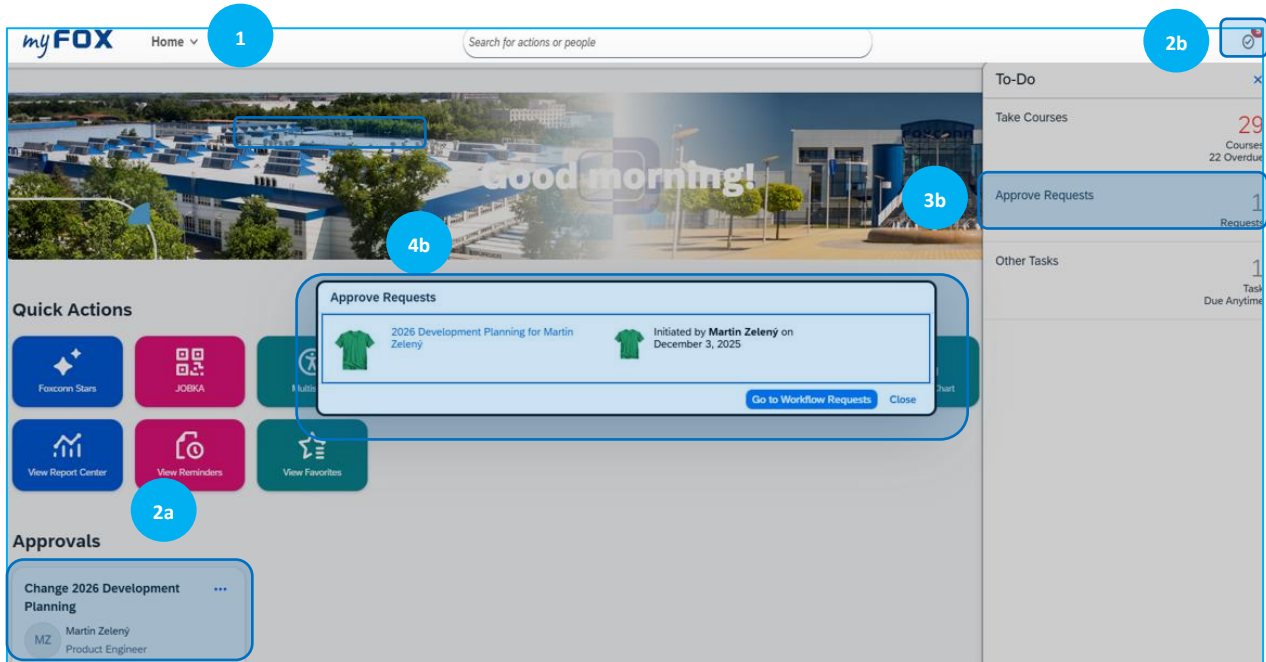 myFOX
Home
1
Search for actions or people
2b
To-Do
Take Courses
29
Courses
22 Overdue
Foxconn
Good morning!
3b
Approve Requests
1
Requests
4b
Other Tasks
1
Task
Due Anytime
Approve Requests
2026 Development Planning for Martin
Zelený
Initiated by Martin Zelený on
December 3, 2025
Go to Workflow Requests
Close
Quick Actions
Foxconn Stars
JOBKA
Chart
View Report Center
View Reminders
View Favorites
2a
Approvals
Change 2026 Development
Planning
MZ
Martin Zelený
Product Engineer